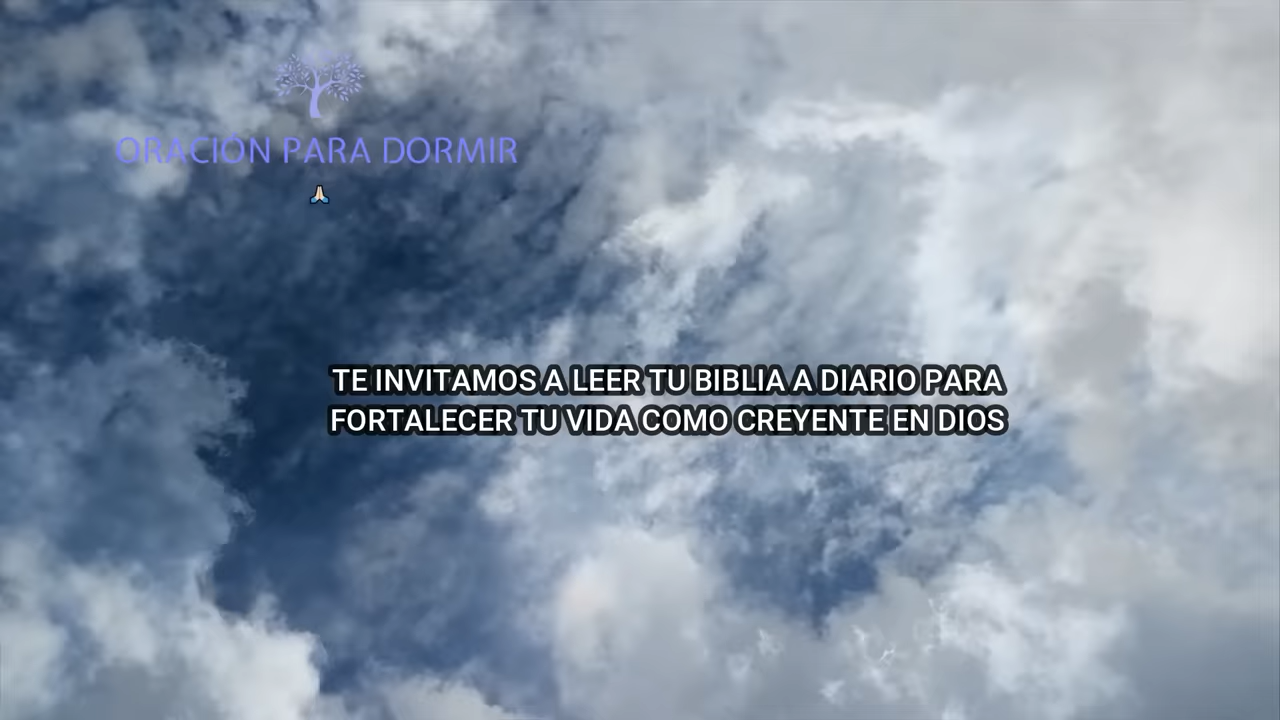 ORACIÓN PARA DORMIR
🙏🏻
TE INVITAMOS A LEER TU BIBLIA A DIARIO PARA
FORTALECER TU VIDA COMO CREYENTE EN DIOS